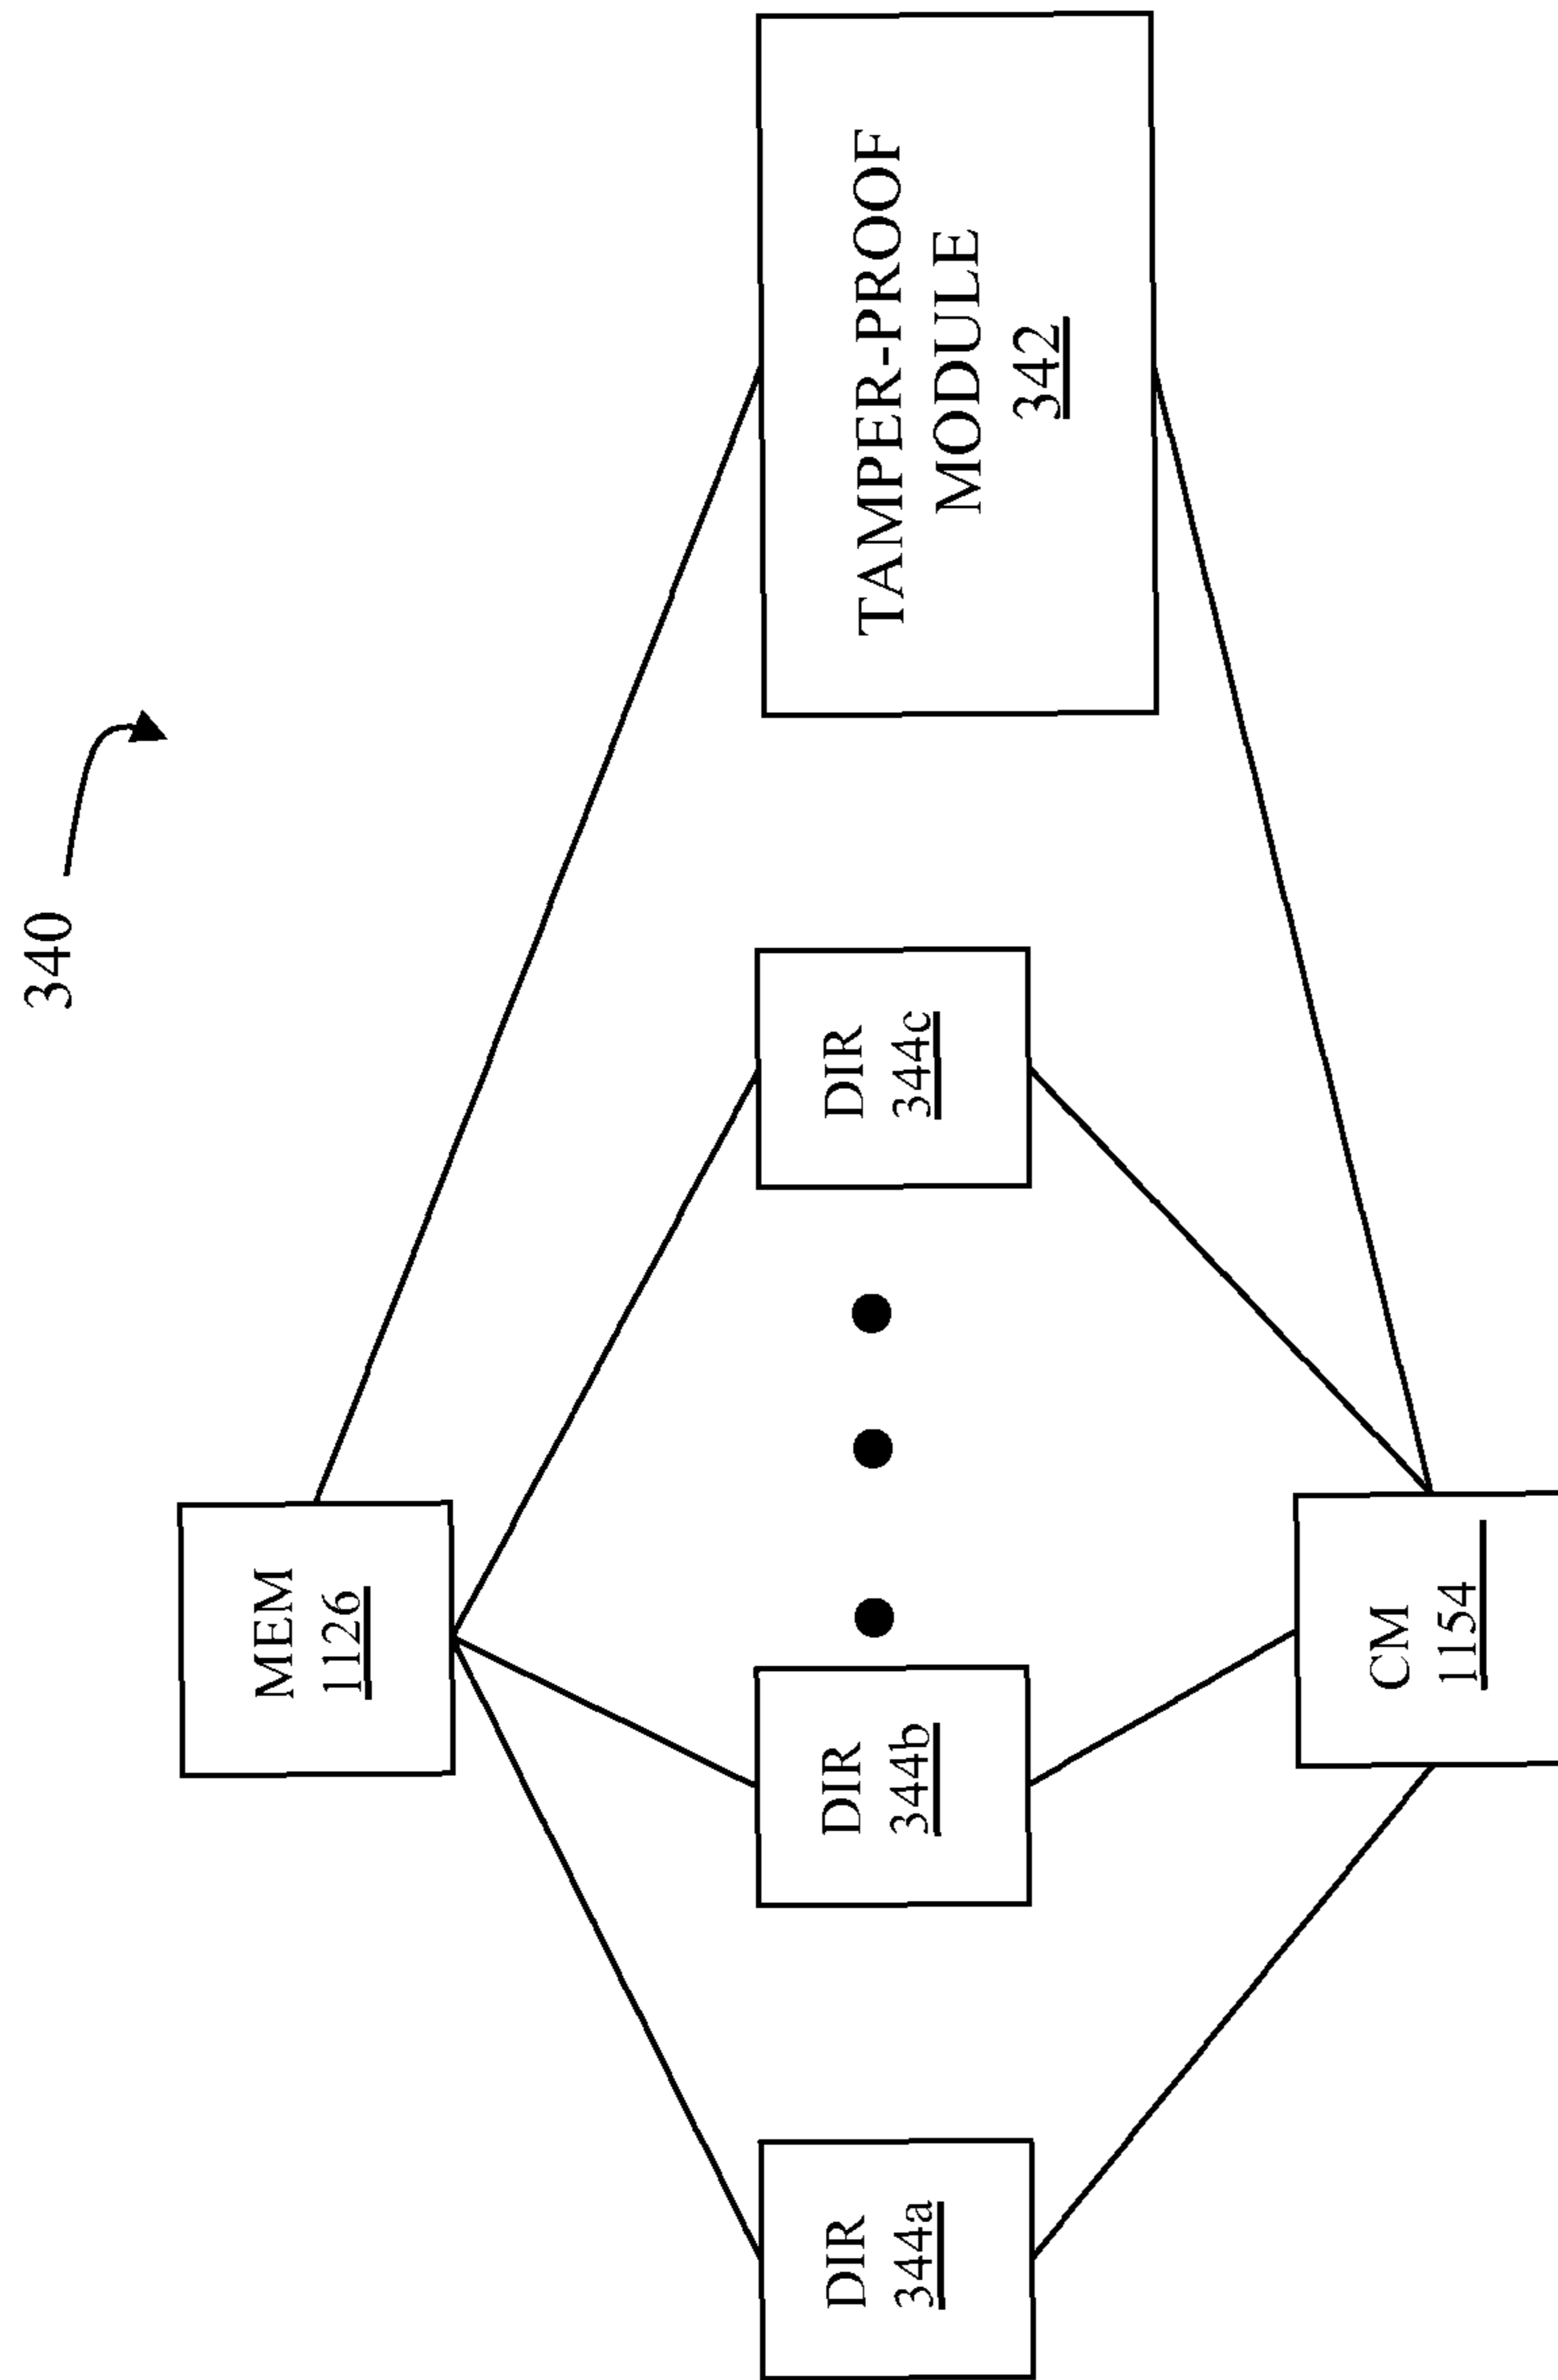 340
MEM
1126
DIR
344a
DIR
344b
DIR
344c
TAMPER-PROOF
MODULE
342
CM
1154